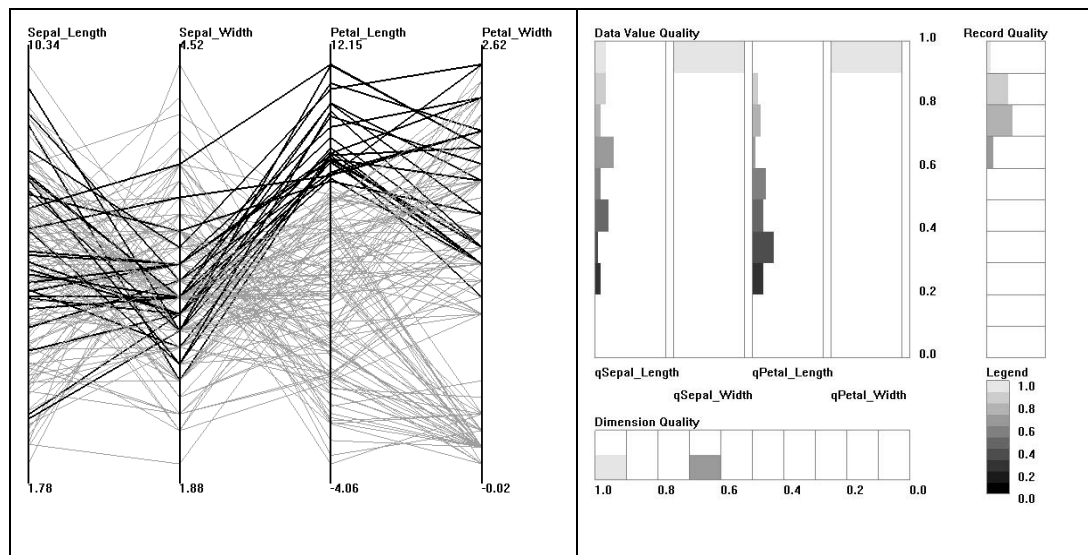 Sepal_Length Sepal_Width Petal_Length Petal_Width
10.34 4.52 12.15 2.62
1.78 1.88 -4.06 -0.02
Data Value Quality
1.0
0.8
0.6
0.4
0.2
0.0
qSepal_Length qPetal_Length
qSepal_Width qPetal_Width
Record Quality
Dimension Quality
1.0 0.8 0.6 0.4 0.2 0.0
Legend
1.0
0.8
0.6
0.4
0.2
0.0